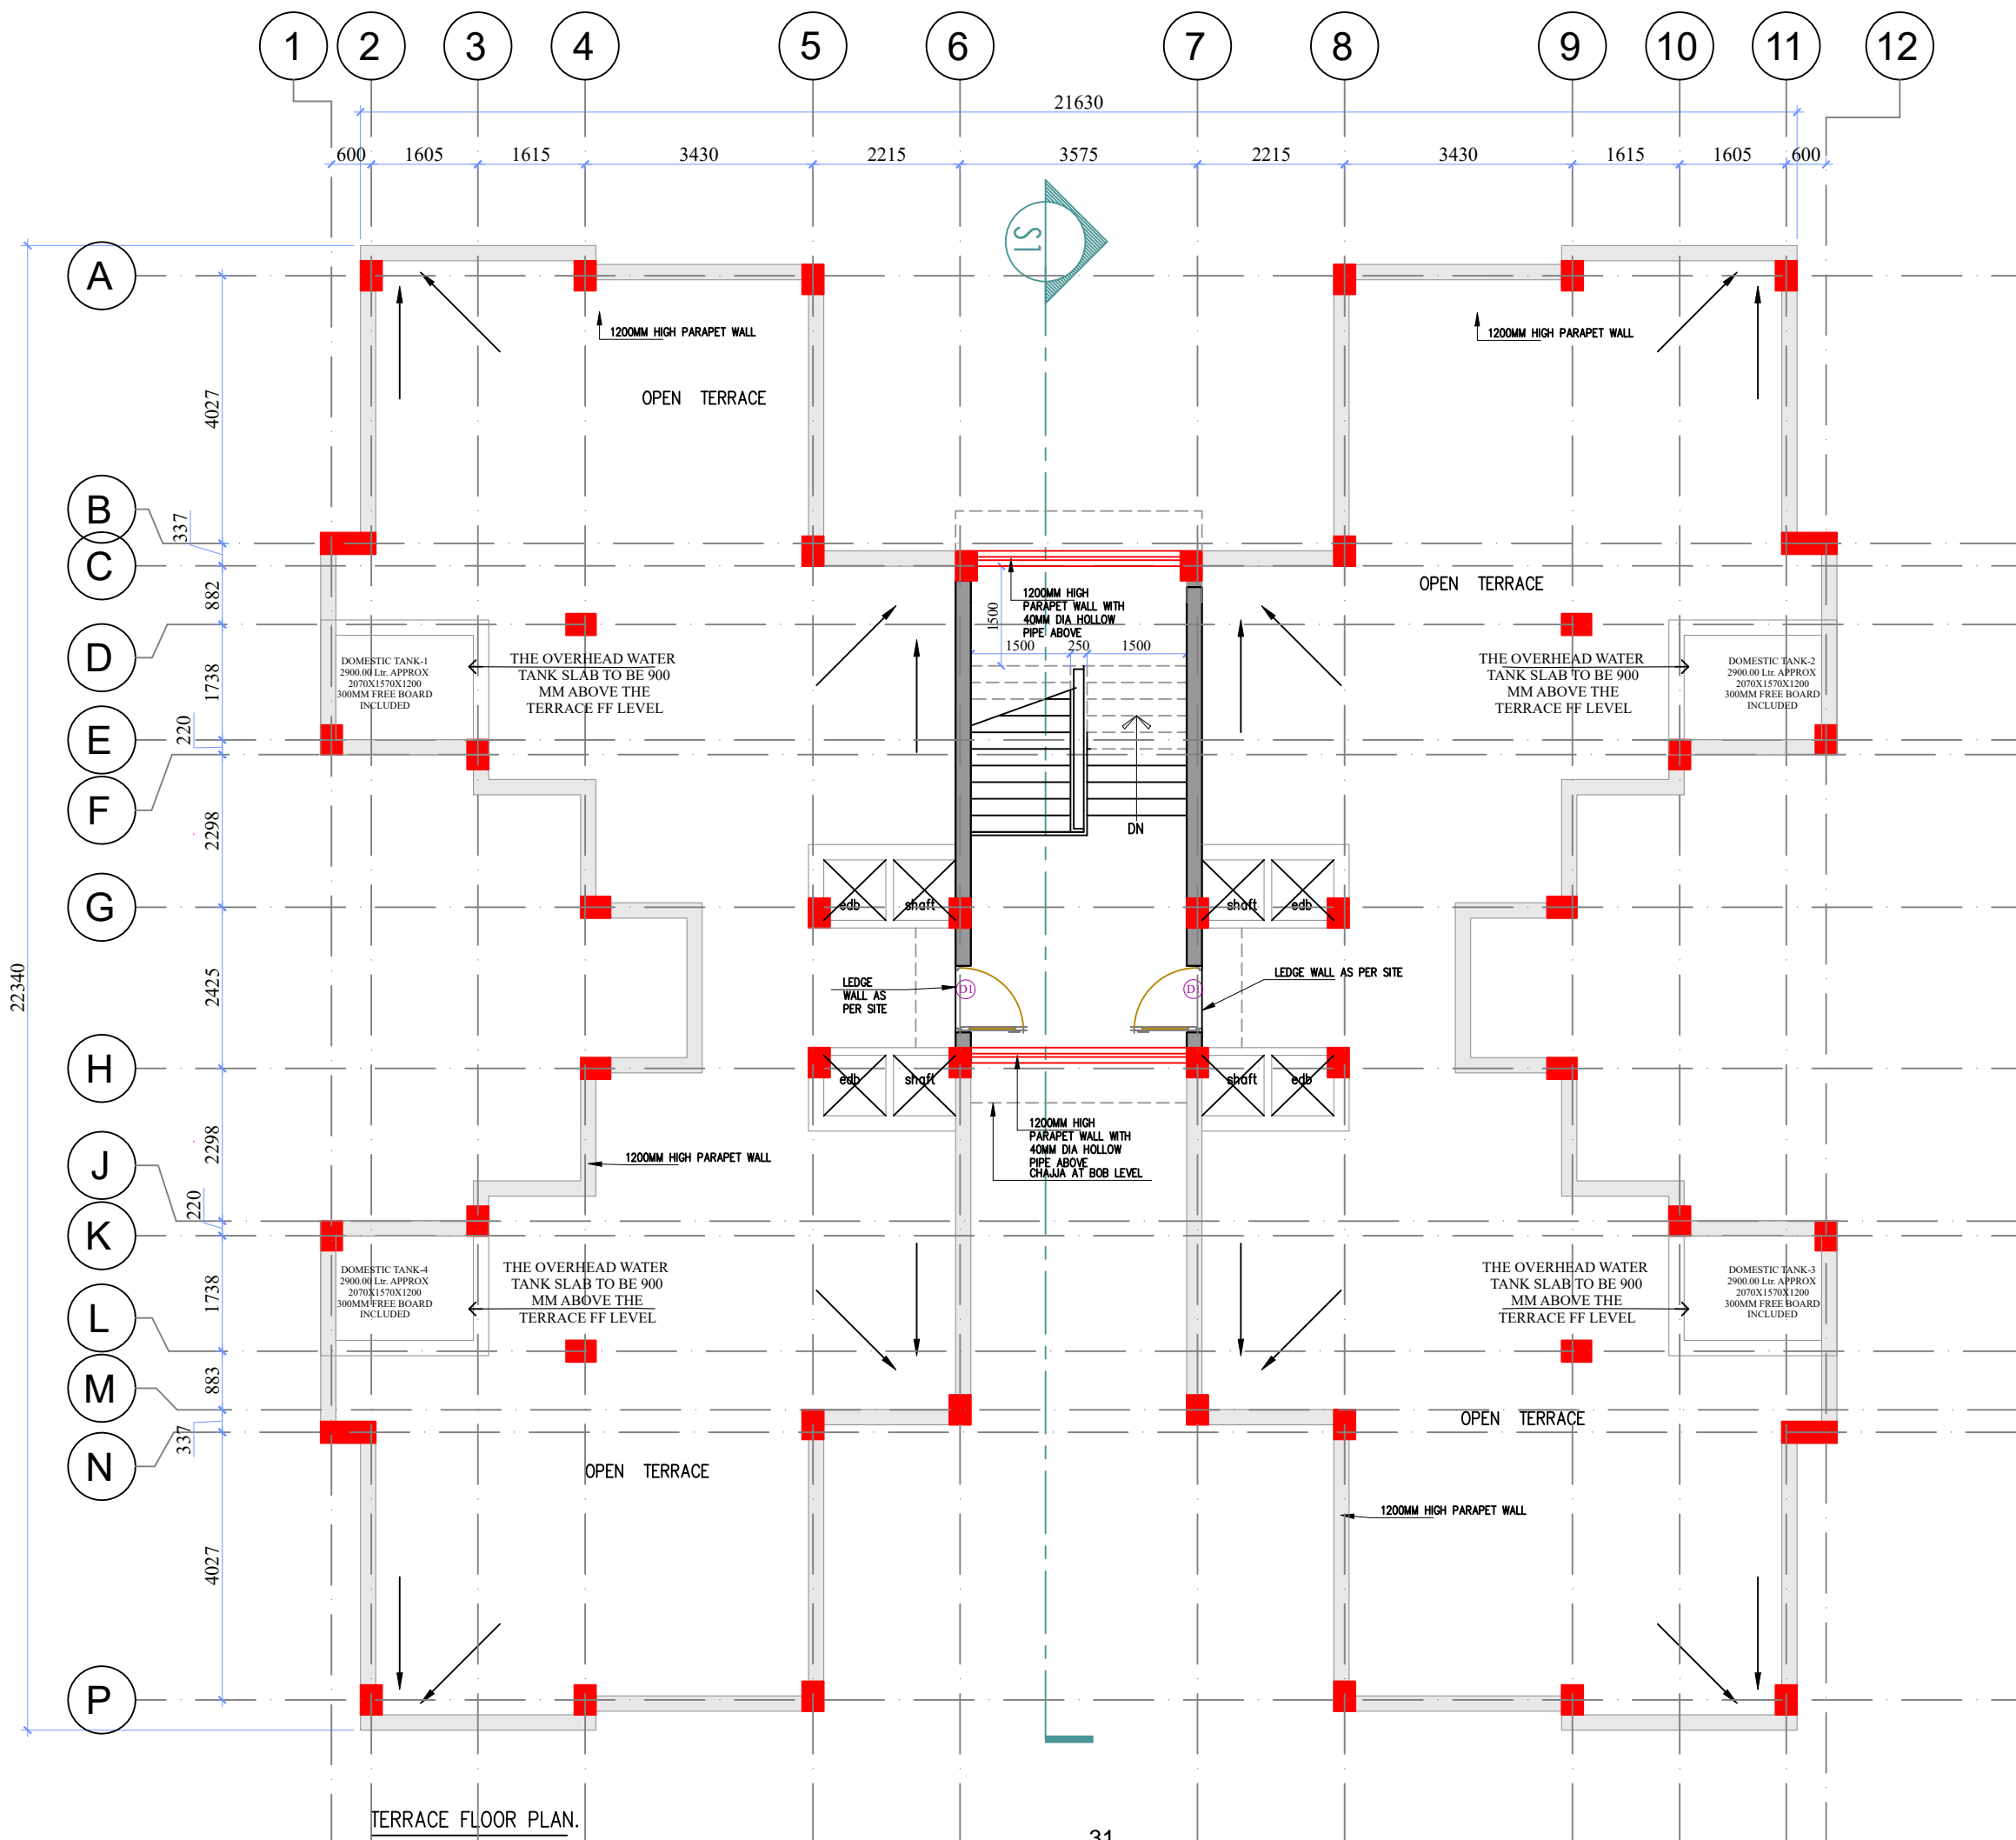 1 2 3 4 5 6 7 8 9 10 11 12
21630
600 1605 1615 3430 2215 3575 2215 3430 1615 1605 600
S1
A
1200MM HIGH PARAPET WALL
1200MM HIGH PARAPET WALL
OPEN TERRACE
4027
B
337
C
OPEN TERRACE
882
1200MM HIGH
PARAPET WALL WITH
40MM DIA HOLLOW
PIPE ABOVE
1500
1500 250 1500
D
DOMESTIC TANK-1
2900.00 Ltr. APPROX
2070X1570X1200
300MM FREE BOARD
INCLUDED
THE OVERHEAD WATER
TANK SLAB TO BE 900
MM ABOVE THE
TERRACE FF LEVEL
THE OVERHEAD WATER
TANK SLAB TO BE 900
MM ABOVE THE
TERRACE FF LEVEL
DOMESTIC TANK-2
2900.00 Ltr. APPROX
2070X1570X1200
300MM FREE BOARD
INCLUDED
1738
E
220
F
2298
DN
G
edb shaft shaft edb
22340
2425
LEDGE
WALL AS
PER SITE
D1 D1
LEDGE WALL AS PER SITE
H
edb shaft shaft edb
2298
1200MM HIGH
PARAPET WALL WITH
40MM DIA HOLLOW
PIPE ABOVE
CHAJJA AT BOB LEVEL
1200MM HIGH PARAPET WALL
J
220
K
DOMESTIC TANK-4
2900.00 Ltr. APPROX
2070X1570X1200
300MM FREE BOARD
INCLUDED
THE OVERHEAD WATER
TANK SLAB TO BE 900
MM ABOVE THE
TERRACE FF LEVEL
THE OVERHEAD WATER
TANK SLAB TO BE 900
MM ABOVE THE
TERRACE FF LEVEL
DOMESTIC TANK-3
2900.00 Ltr. APPROX
2070X1570X1200
300MM FREE BOARD
INCLUDED
1738
L
883
M
337
N
OPEN TERRACE
OPEN TERRACE
1200MM HIGH PARAPET WALL
4027
P
TERRACE FLOOR PLAN.
31